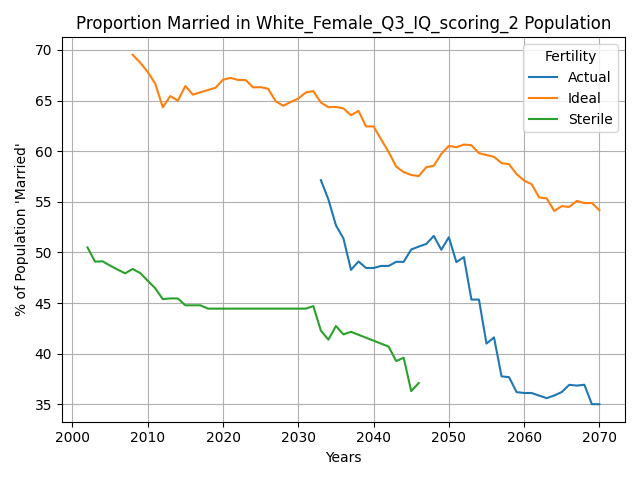 Proportion Married in White_Female_Q3_IQ_scoring_2 Population
% of Population 'Married'
70
65
60
55
50
45
40
35
Fertility
Actual
Ideal
Sterile
2000 2010 2020 2030 2040 2050 2060 2070
Years